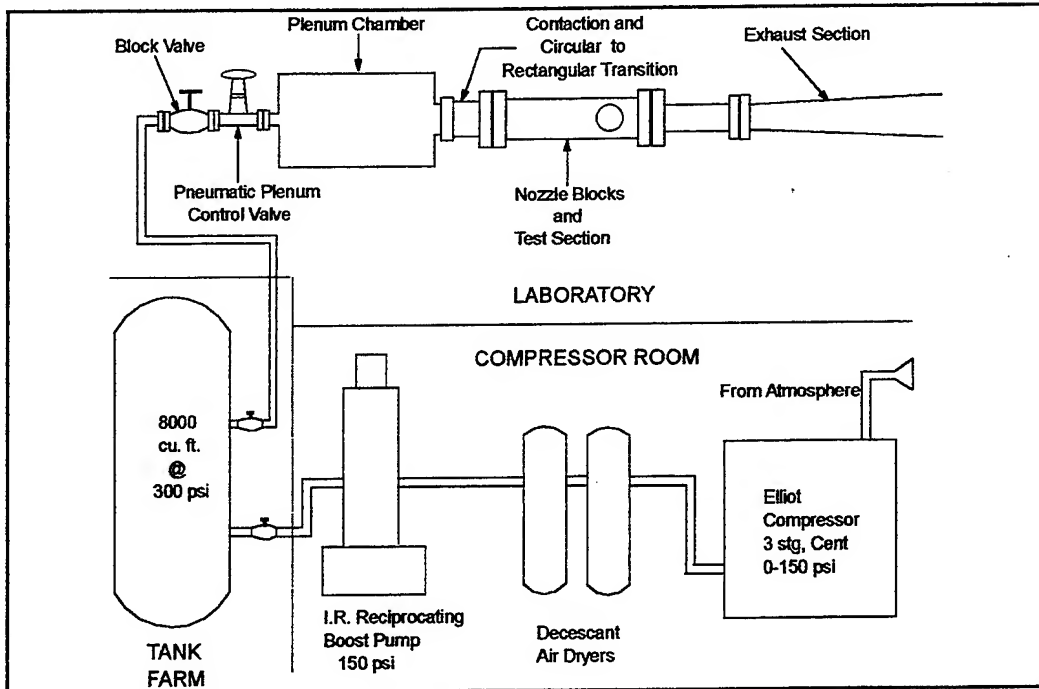 Plenum Chamber
Block Valve
Contaction and
Circular to
Rectangular Transition
Exhaust Section
Pneumatic Plenum
Control Valve
Nozzle Blocks
and
Test Section
LABORATORY
COMPRESSOR ROOM
From Atmosphere
8000
cu. ft.
@
300 psi
Elliot
Compressor
3 stg, Cent
0-150 psi
I.R. Reciprocating
Boost Pump
150 psi
Decescant
Air Dryers
TANK
FARM